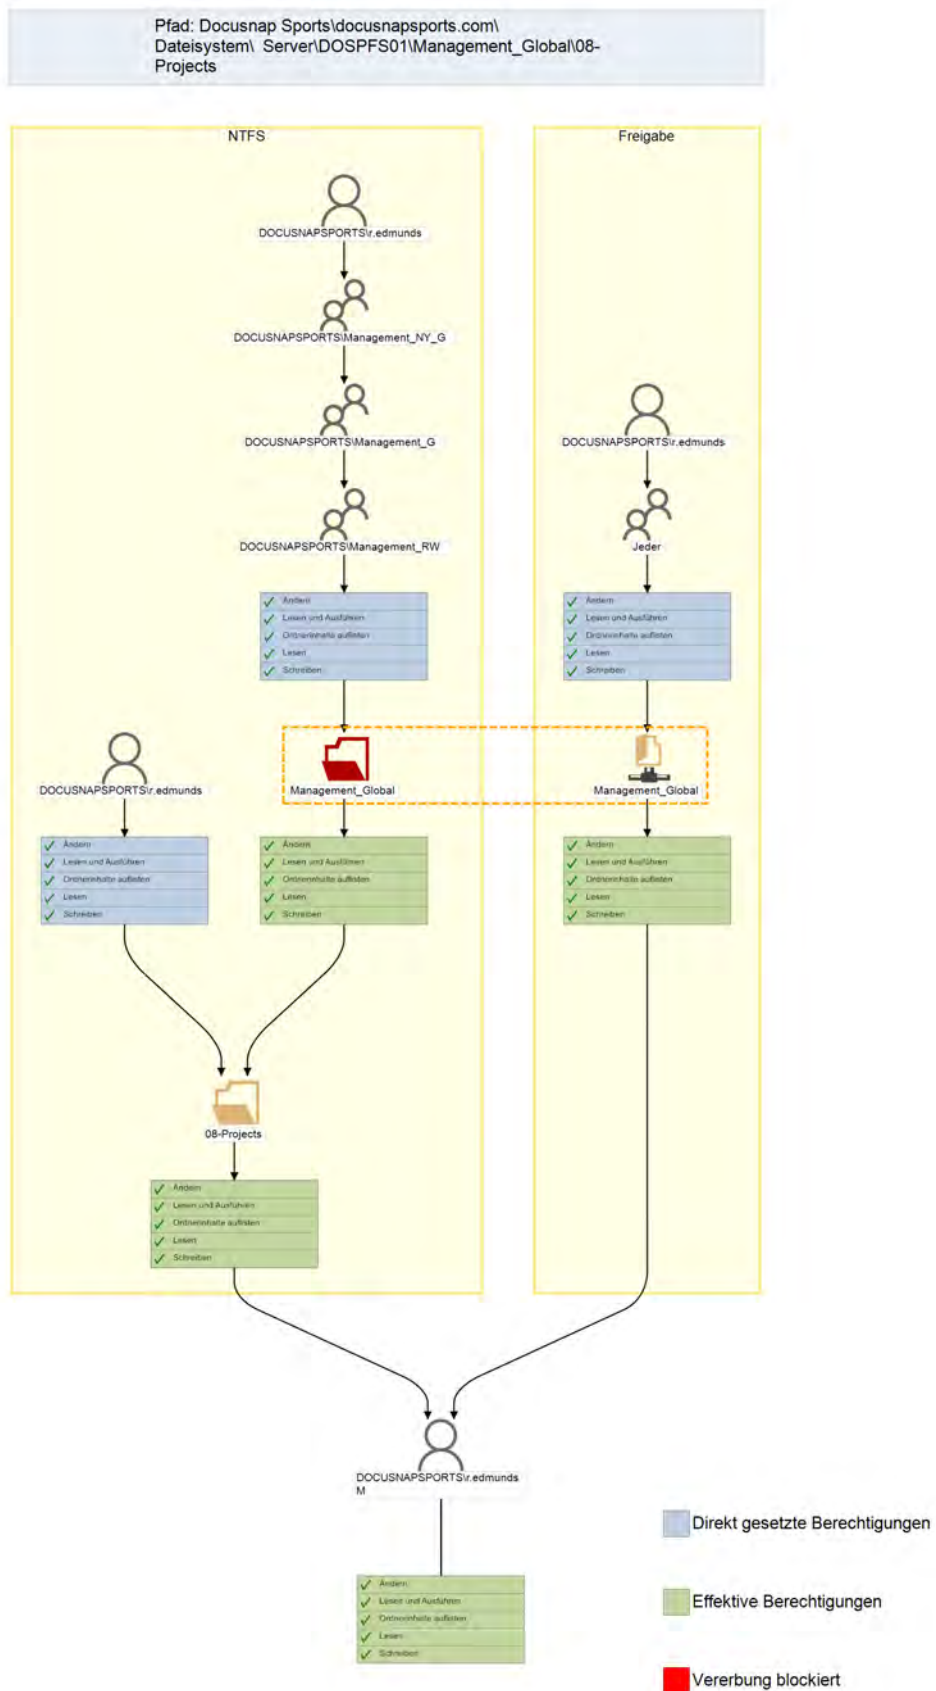 Pfad: Docusnap Sports\docusnapsports.com\
Dateisystem\ Server\DOSPFS01\Management_Global\08-
Projects
NTFS
Freigabe
DOCUSNAPSPORTS\r.edmunds
DOCUSNAPSPORTS\Management_NY_G
DOCUSNAPSPORTS\Management_G
DOCUSNAPSPORTS\r.edmunds
DOCUSNAPSPORTS\Management_RW
Jeder
Ändern
Lesen und Ausführen
Ordnerinhalte auflisten
Lesen
Schreiben
Ändern
Lesen und Ausführen
Ordnerinhalte auflisten
Lesen
Schreiben
DOCUSNAPSPORTS\r.edmunds
Management_Global
Management_Global
Ändern
Lesen und Ausführen
Ordnerinhalte auflisten
Lesen
Schreiben
Ändern
Lesen und Ausführen
Ordnerinhalte auflisten
Lesen
Schreiben
Ändern
Lesen und Ausführen
Ordnerinhalte auflisten
Lesen
Schreiben
08-Projects
Ändern
Lesen und Ausführen
Ordnerinhalte auflisten
Lesen
Schreiben
DOCUSNAPSPORTS\r.edmunds
M
Ändern
Lesen und Ausführen
Ordnerinhalte auflisten
Lesen
Schreiben
Direkt gesetzte Berechtigungen
Effektive Berechtigungen
Vererbung blockiert